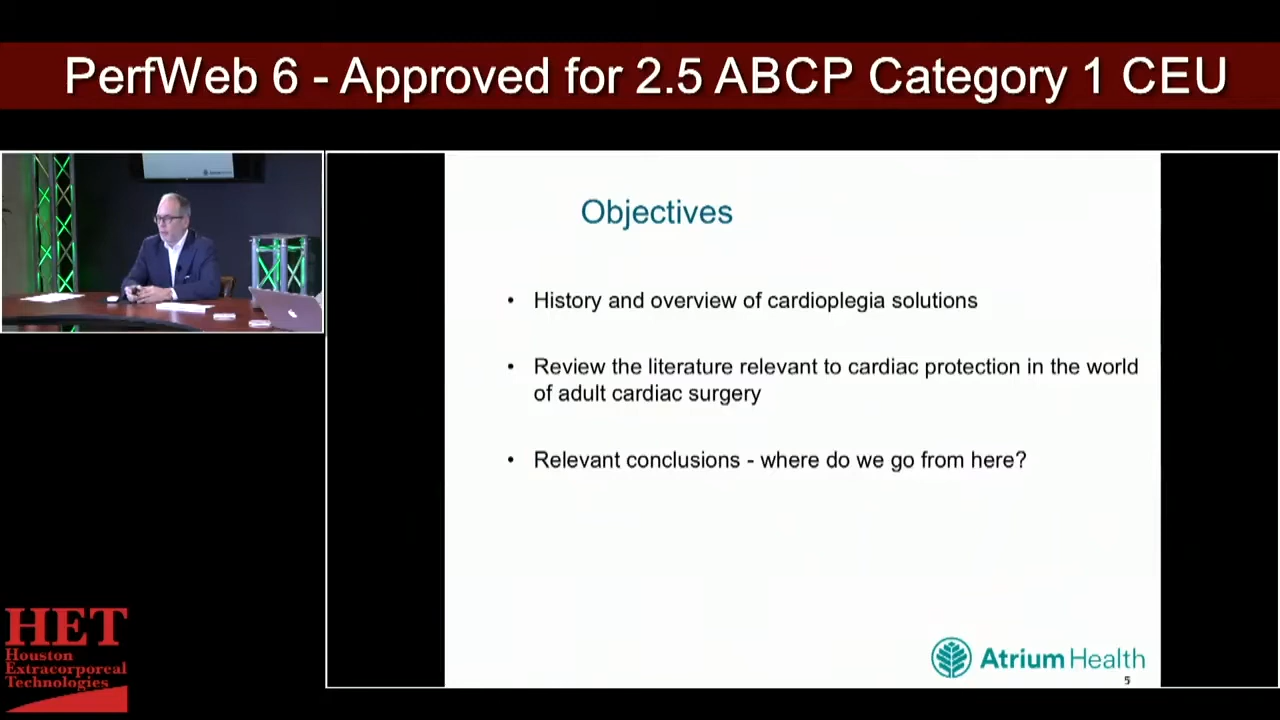 PerfWeb 6 - Approved for 2.5 ABCP Category 1 CEU
Objectives
• History and overview of cardioplegia solutions
• Review the literature relevant to cardiac protection in the world
of adult cardiac surgery
• Relevant conclusions - where do we go from here?
Atrium Health
5
HET
Houston
Extracorporeal
Technologies